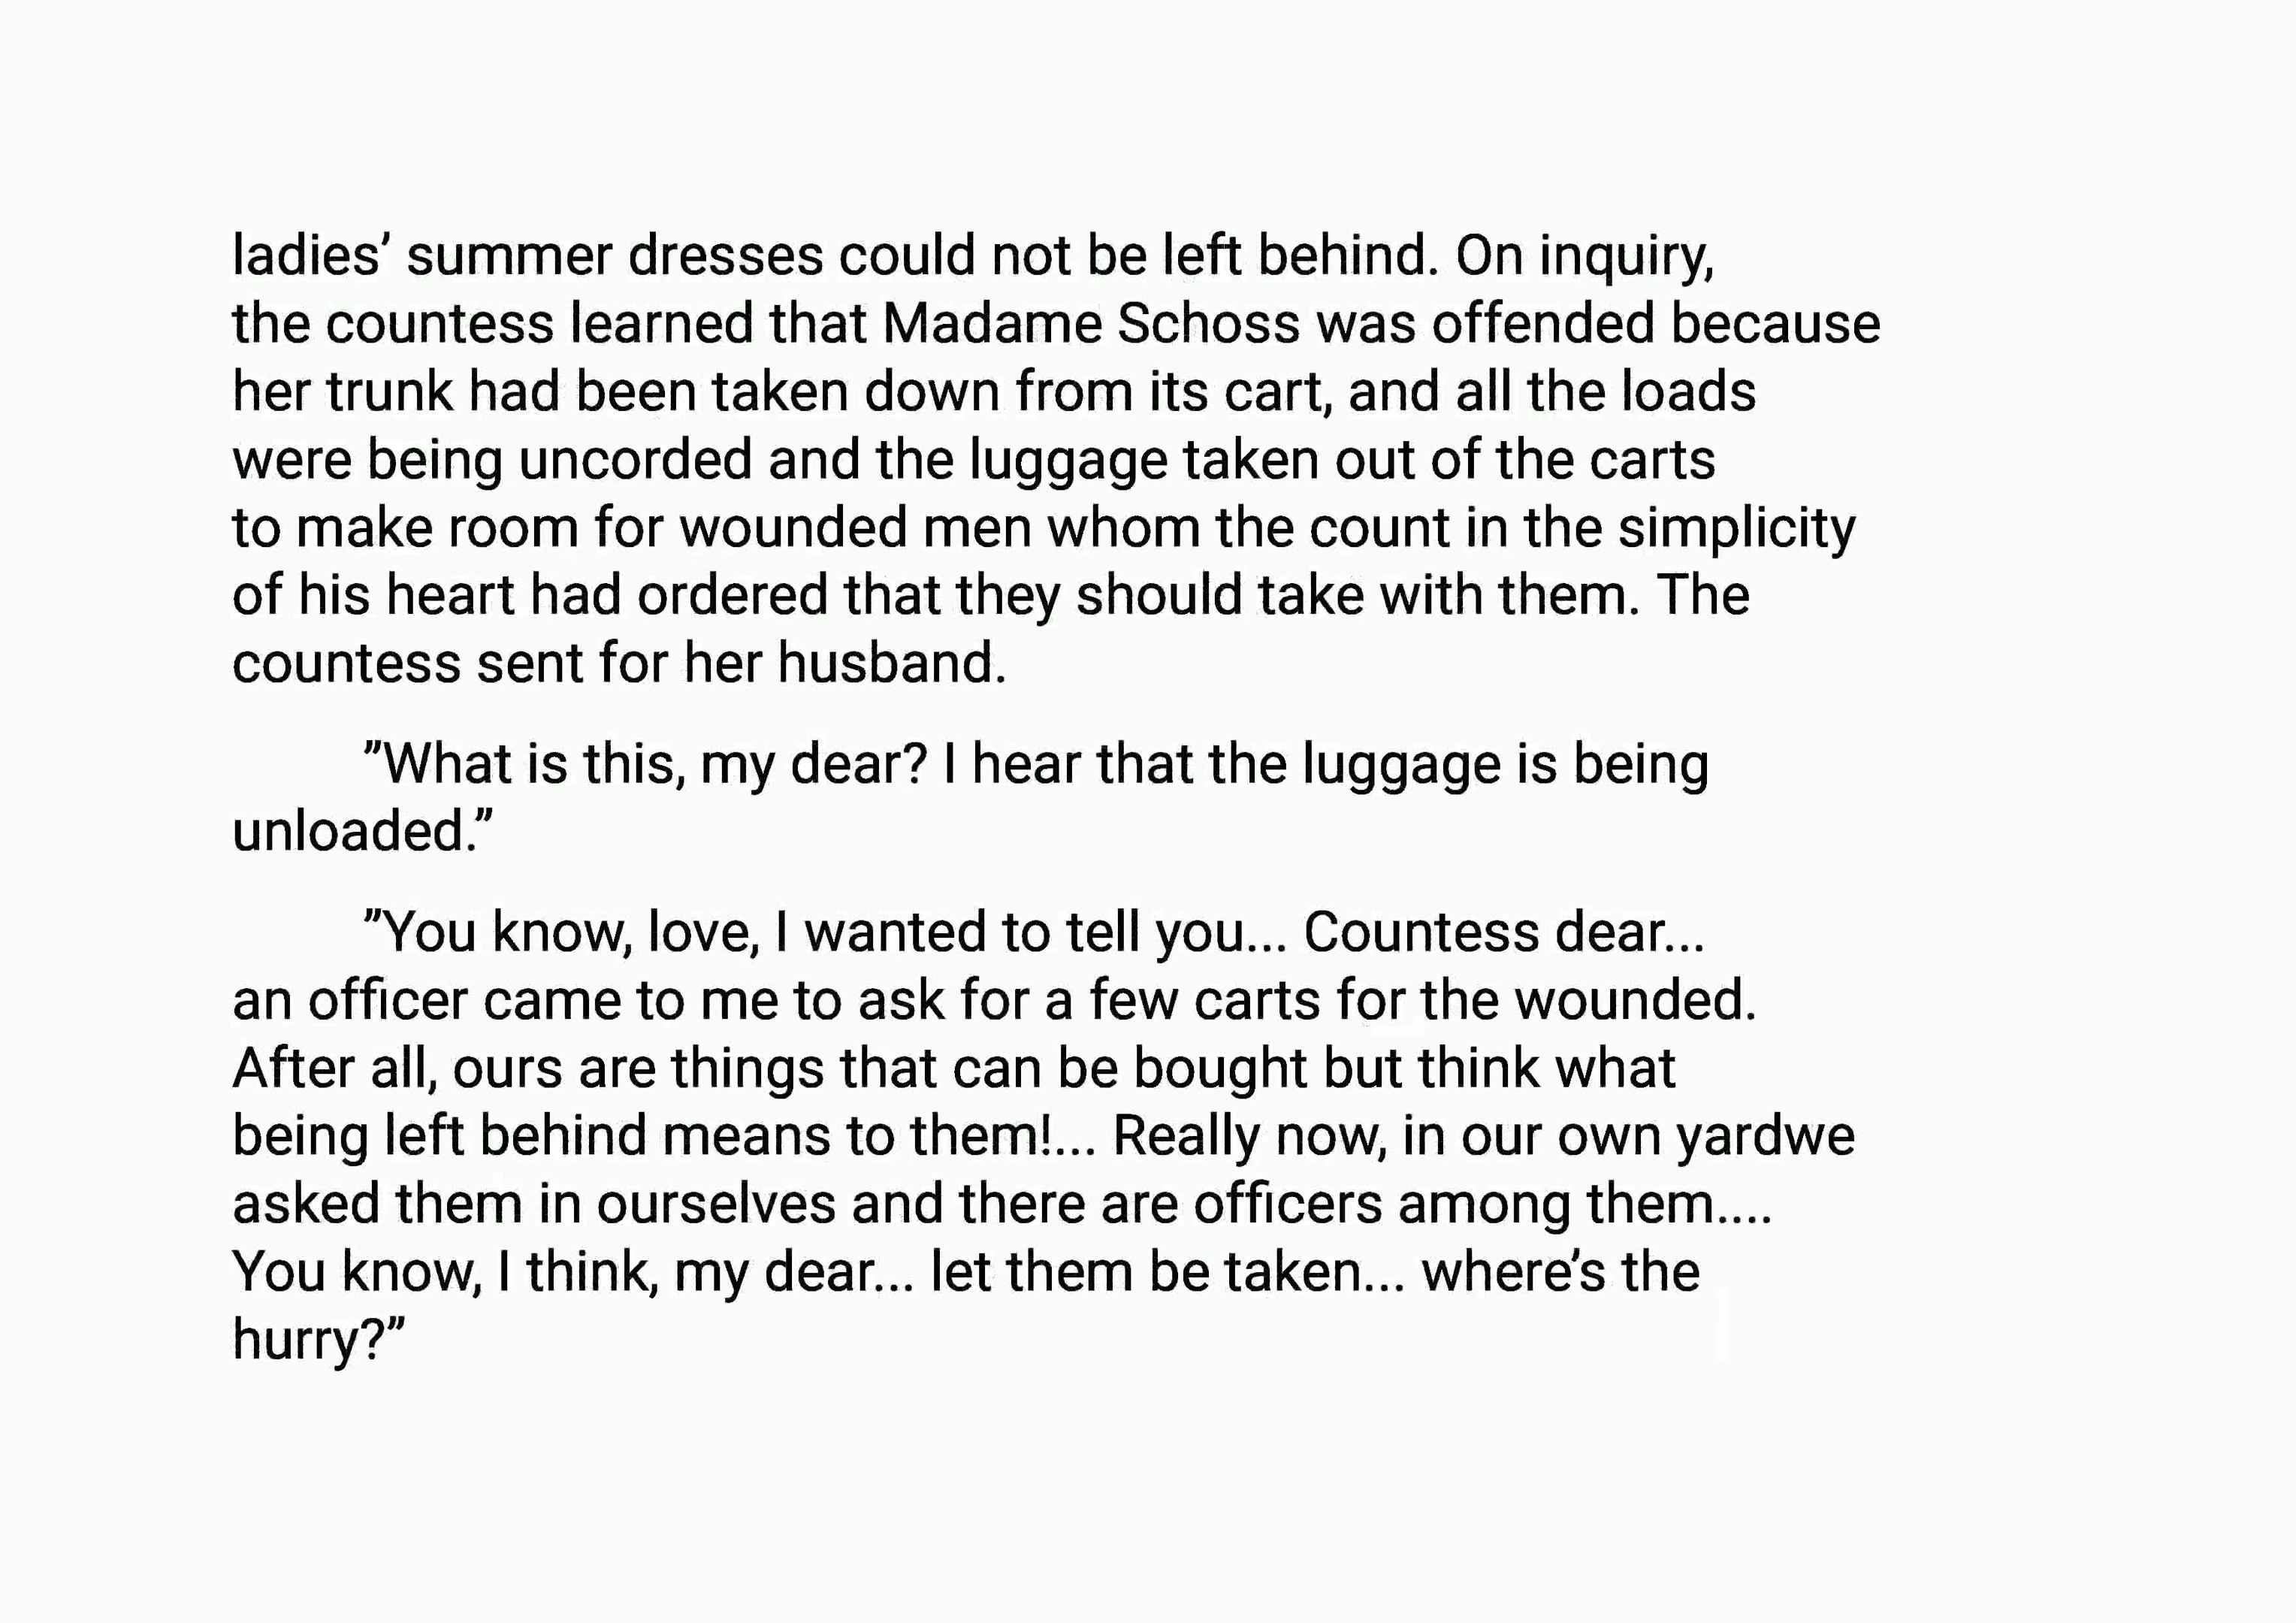 ladies’ summer dresses could not be left behind. On inquiry,
the countess learned that Madame Schoss was offended because
her trunk had been taken down from its cart, and all the loads
were being uncorded and the luggage taken out of the carts
to make room for wounded men whom the count in the simplicity
of his heart had ordered that they should take with them. The
countess sent for her husband.
”What is this, my dear? I hear that the luggage is being
unloaded.”
”You know, love, I wanted to tell you... Countess dear...
an officer came to me to ask for a few carts for the wounded.
After all, ours are things that can be bought but think what
being left behind means to them!... Really now, in our own yardwe
asked them in ourselves and there are officers among them....
You know, I think, my dear... let them be taken... where’s the
hurry?”